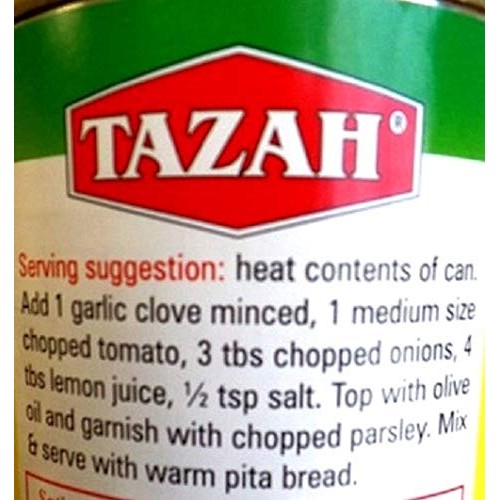 TAZAH®
Serving suggestion: heat contents of can.
Add 1 garlic clove minced, 1 medium size
chopped tomato, 3 tbs chopped onions, 4
tbs lemon juice, ½ tsp salt. Top with olive
oil and garnish with chopped parsley. Mix
& serve with warm pita bread.